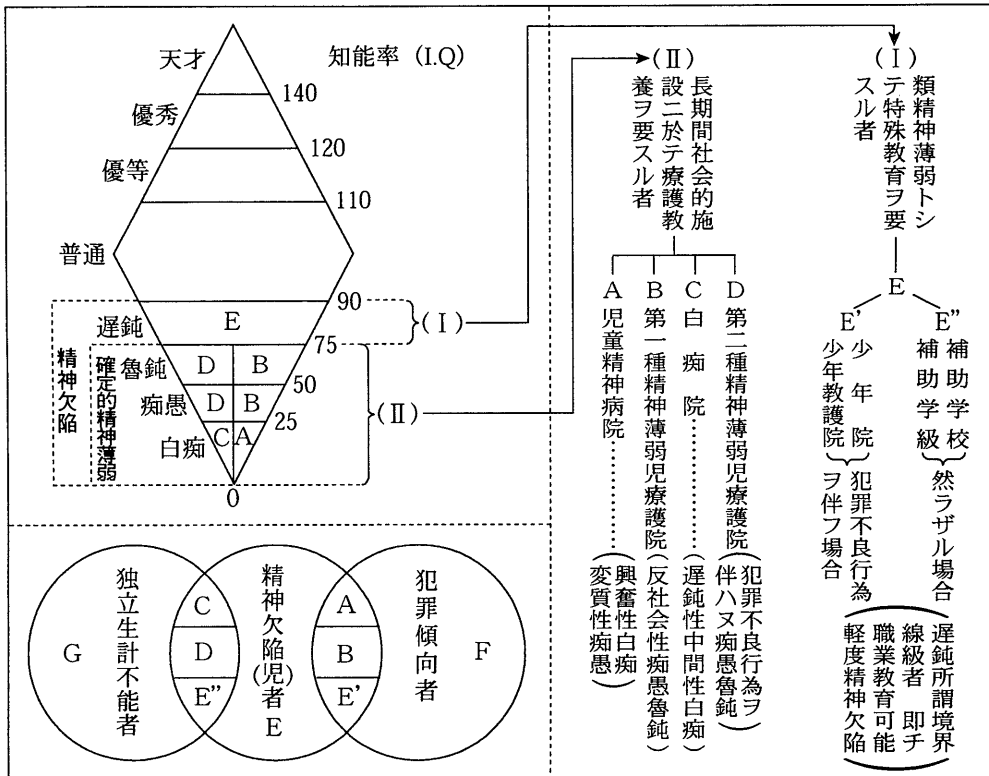 知能率 (I.Q)
天才
140
優秀
120
優等
110
普通
90
遅鈍
E
(Ⅰ)
75
魯鈍
D
B
50
痴愚
D
B
(Ⅱ)
25
白痴
C
A
0
精神欠陥
確定的精神薄弱
独立生計不能者
G
C
D
E"
精神欠陥(児)者
E
A
B
E'
犯罪傾向者
F
(Ⅰ)
類精神薄弱トシ
テ特殊教育ヲ要
スル者
E
E"
補助学校
補助学級
然ラザル場合
遅鈍所謂境界
線級者 即チ
職業教育可能
軽度精神欠陥
E'
少年院
少年教護院
犯罪不良行為
ヲ伴フ場合
(Ⅱ)
長期間社会的施
設ニ於テ療護教
養ヲ要スル者
D 第二種精神薄弱児療護院(犯罪不良行為ヲ
伴ハヌ痴愚魯鈍)
C 白痴院………(遅鈍性中間性白痴)
B 第一種精神薄弱児療護院(反社会性痴愚魯鈍)
A 児童精神病院………(興奮性白痴
変質性痴愚)